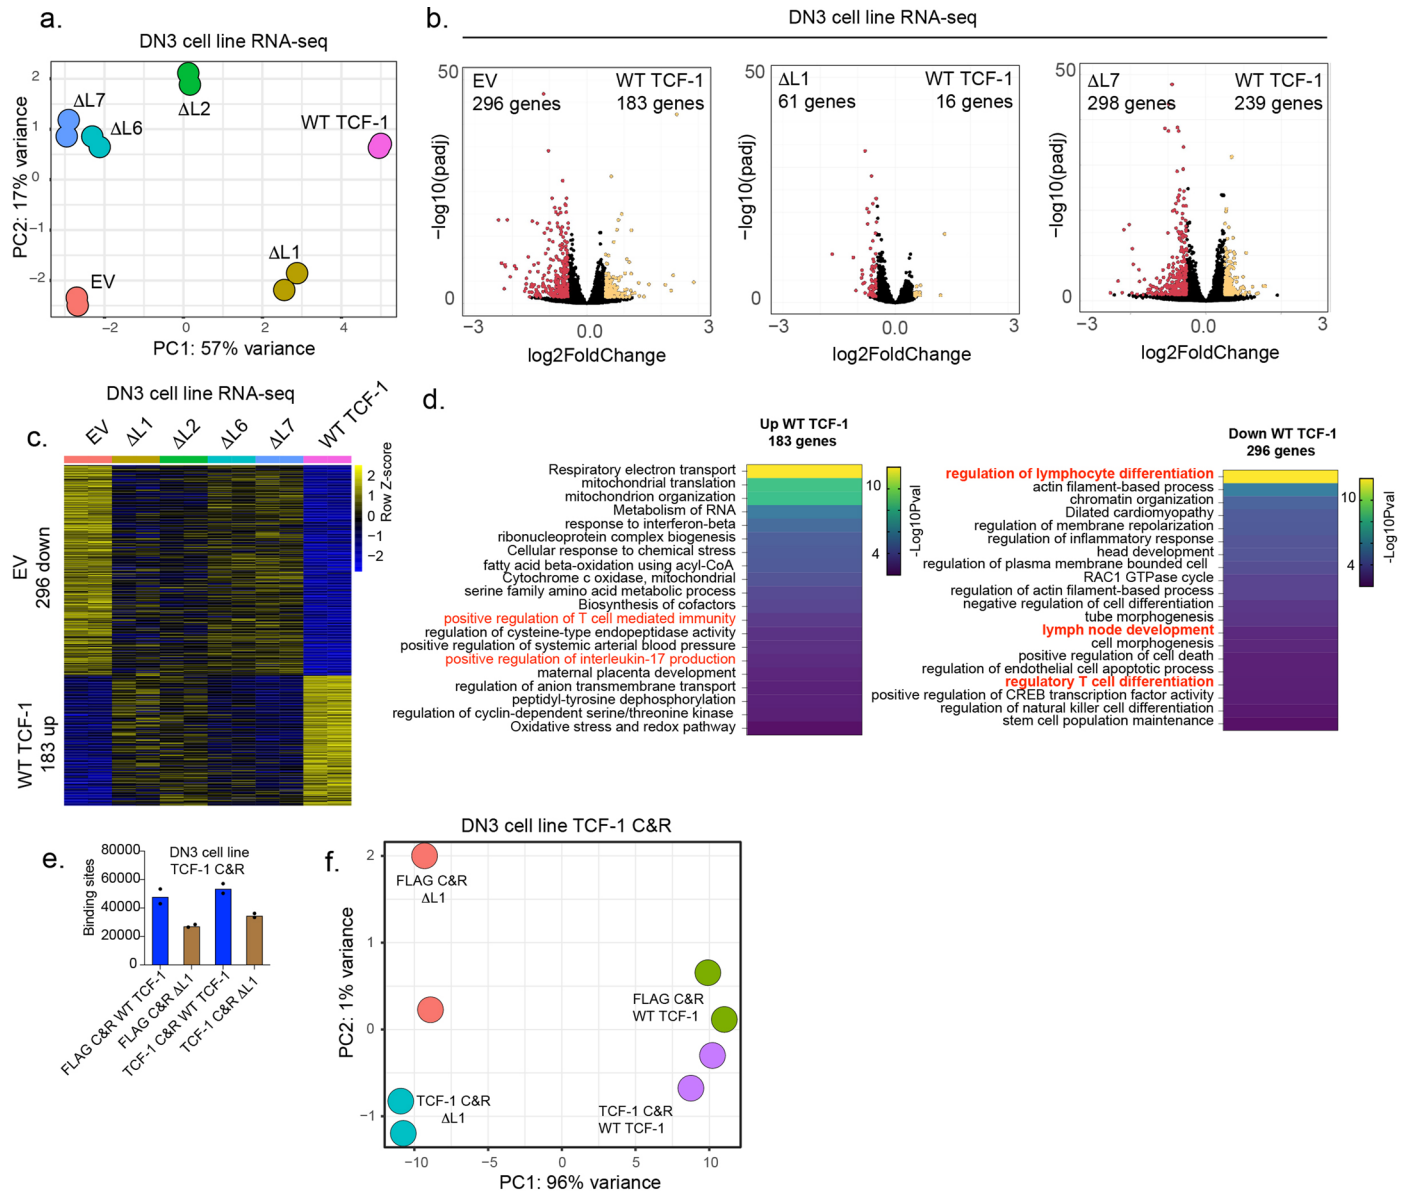 a.
DN3 cell line RNA-seq
PC2: 17% variance
2
1
0
−1
−2
ΔL7
ΔL6
ΔL2
WT TCF-1
ΔL1
EV
−2
0
2
4
PC1: 57% variance
b.
DN3 cell line RNA-seq
50
EV
296 genes
WT TCF-1
183 genes
−log10(padj)
0
−3
0.0
3
log2FoldChange
50
ΔL1
61 genes
WT TCF-1
16 genes
−log10(padj)
0
−3
0.0
3
log2FoldChange
50
ΔL7
298 genes
WT TCF-1
239 genes
−log10(padj)
0
−3
0.0
3
log2FoldChange
c.
DN3 cell line RNA-seq
EV
ΔL1
ΔL2
ΔL6
ΔL7
WT TCF-1
EV
296 down
WT TCF-1
183 up
2
1
0
−1
−2
Row Z-score
d.
Up WT TCF-1
183 genes
Respiratory electron transport
mitochondrial translation
mitochondrion organization
Metabolism of RNA
response to interferon-beta
ribonucleoprotein complex biogenesis
Cellular response to chemical stress
fatty acid beta-oxidation using acyl-CoA
Cytochrome c oxidase, mitochondrial
serine family amino acid metabolic process
Biosynthesis of cofactors
positive regulation of T cell mediated immunity
regulation of cysteine-type endopeptidase activity
positive regulation of systemic arterial blood pressure
positive regulation of interleukin-17 production
maternal placenta development
regulation of anion transmembrane transport
peptidyl-tyrosine dephosphorylation
regulation of cyclin-dependent serine/threonine kinase
Oxidative stress and redox pathway
10
4
-Log10Pval
Down WT TCF-1
296 genes
regulation of lymphocyte differentiation
actin filament-based process
chromatin organization
Dilated cardiomyopathy
regulation of membrane repolarization
regulation of inflammatory response
head development
regulation of plasma membrane bounded cell
RAC1 GTPase cycle
regulation of actin filament-based process
negative regulation of cell differentiation
tube morphogenesis
lymph node development
cell morphogenesis
positive regulation of cell death
regulation of endothelial cell apoptotic process
regulatory T cell differentiation
positive regulation of CREB transcription factor activity
regulation of natural killer cell differentiation
stem cell population maintenance
10
4
-Log10Pval
e.
DN3 cell line
TCF-1 C&R
Binding sites
80000
60000
40000
20000
0
FLAG C&R WT TCF-1
FLAG C&R ΔL1
TCF-1 C&R WT TCF-1
TCF-1 C&R ΔL1
f.
DN3 cell line TCF-1 C&R
PC2: 1% variance
2
1
0
−1
FLAG C&R
ΔL1
FLAG C&R
WT TCF-1
TCF-1 C&R
ΔL1
TCF-1 C&R
WT TCF-1
−10
−5
0
5
10
PC1: 96% variance